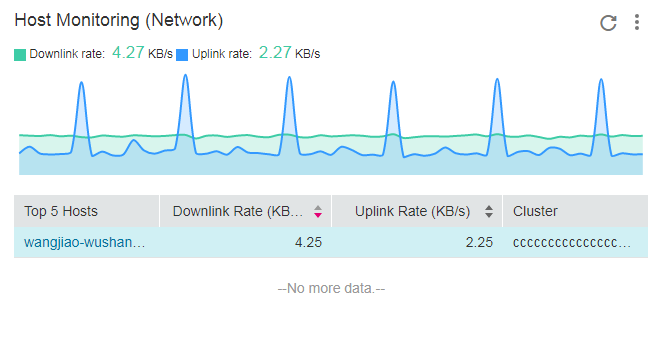 Host Monitoring (Network)
Downlink rate: 4.27 KB/s Uplink rate: 2.27 KB/s
Top 5 Hosts Downlink Rate (KB... Uplink Rate (KB/s) Cluster
wangjiao-wushan... 4.25 2.25 ccccccccccccccc...
--No more data.--